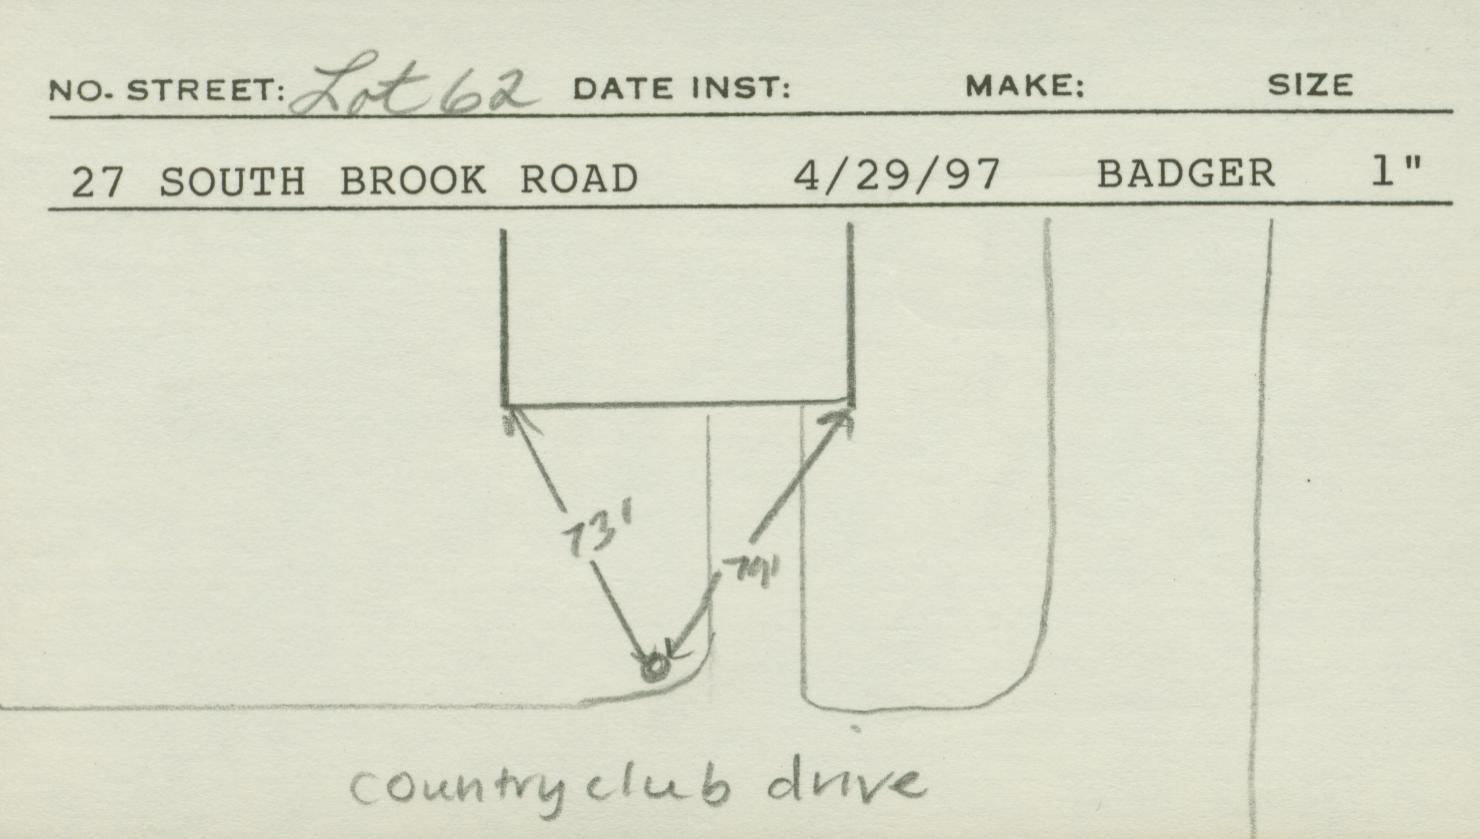 NO. STREET: Lot 62 DATE INST: MAKE: SIZE
27 SOUTH BROOK ROAD 4/29/97 BADGER 1"
73'
79'
country club drive